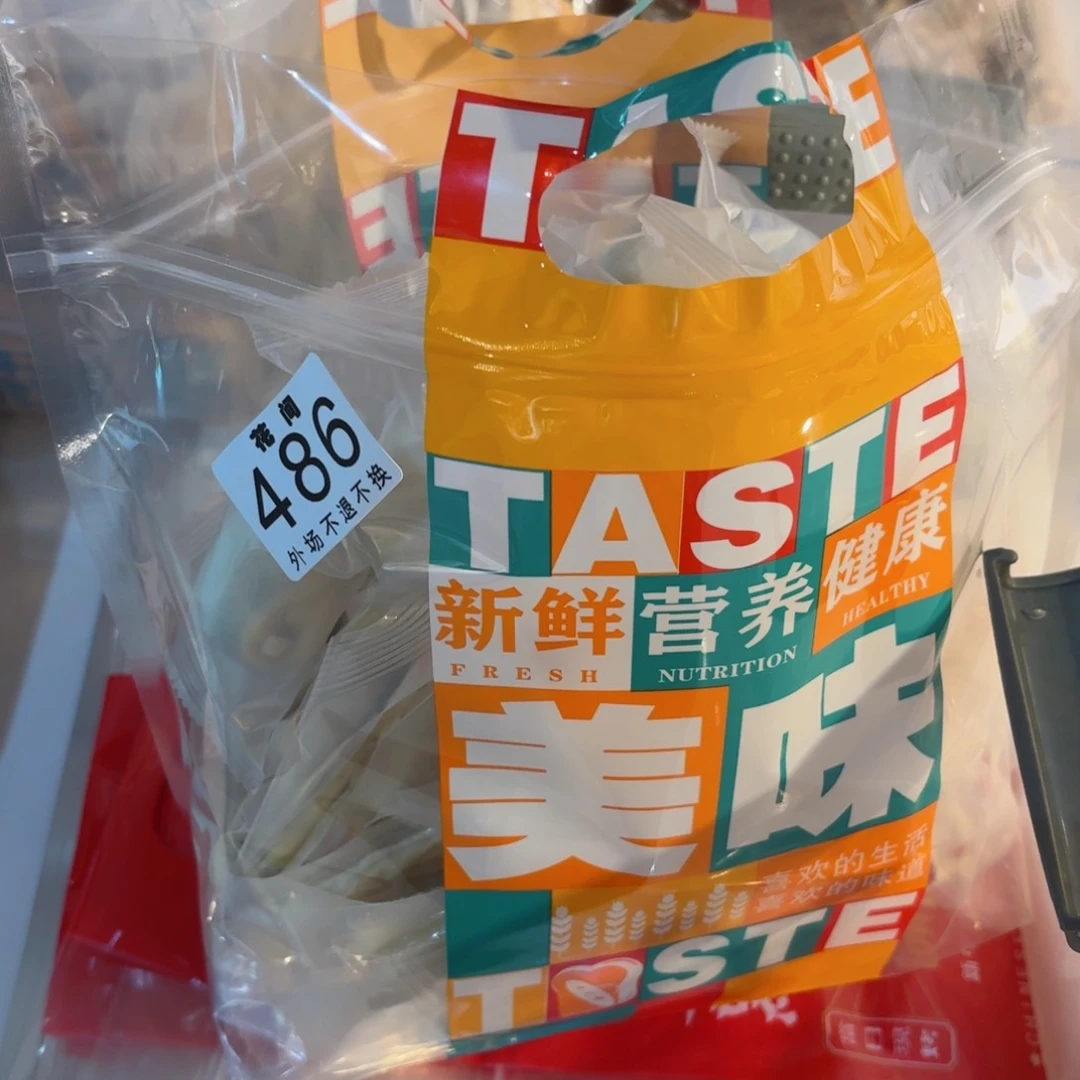 TASTE
花间
486
外场不退不换
TASTE
新鲜 营养 健康
FRESH NUTRITION HEALTHY
美味
喜欢的生活
喜欢的味道
TASTE